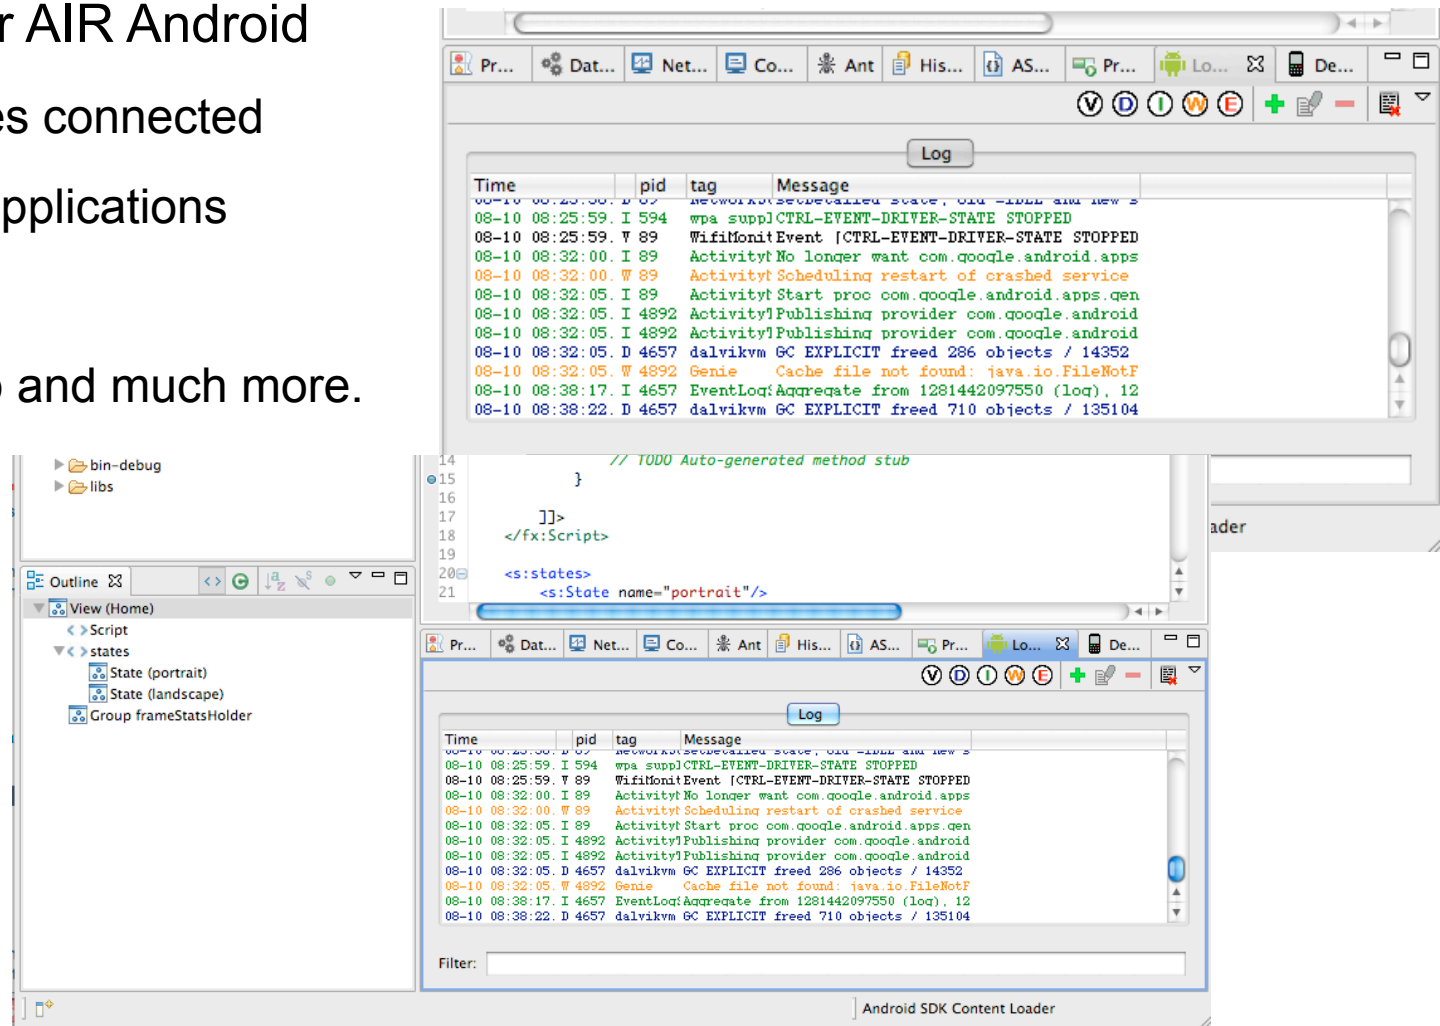 r AIR Android
es connected
pplications
o and much more.
Pr... Dat... Net... Co... Ant His... AS... Pr... Lo... De...
V D I W E
Log
Time pid tag Message
08-10 08:25:59. I 594 wpa_suppl CTRL-EVENT-DRIVER-STATE STOPPED
08-10 08:25:59. V 89 WifiMonit Event [CTRL-EVENT-DRIVER-STATE STOPPED
08-10 08:32:00. I 89 Activity No longer want com.google.android.apps
08-10 08:32:00. W 89 Activity Scheduling restart of crashed service
08-10 08:32:05. I 89 Activity Start proc com.google.android.apps.gen
08-10 08:32:05. I 4892 ActivityT Publishing provider com.google.android
08-10 08:32:05. I 4892 ActivityT Publishing provider com.google.android
08-10 08:32:05. D 4657 dalvikvm GC_EXPLICIT freed 286 objects / 14352
08-10 08:32:05. W 4892 Genie Cache file not found: java.io.FileNotF
08-10 08:38:17. I 4657 EventLogS Aggregate from 1281442097550 (log), 12
08-10 08:38:22. D 4657 dalvikvm GC_EXPLICIT freed 710 objects / 135104
ader
bin-debug
libs
14 // TODO Auto-generated method stub
15 }
16
17 ]]>
18 </fx:Script>
19
20 <s:states>
21 <s:State name="portrait"/>
Outline
View (Home)
Script
states
State (portrait)
State (landscape)
Group frameStatsHolder
Pr... Dat... Net... Co... Ant His... AS... Pr... Lo... De...
V D I W E
Log
Time pid tag Message
08-10 08:25:59. I 594 wpa_suppl CTRL-EVENT-DRIVER-STATE STOPPED
08-10 08:25:59. V 89 WifiMonit Event [CTRL-EVENT-DRIVER-STATE STOPPED
08-10 08:32:00. I 89 Activity No longer want com.google.android.apps
08-10 08:32:00. W 89 Activity Scheduling restart of crashed service
08-10 08:32:05. I 89 Activity Start proc com.google.android.apps.gen
08-10 08:32:05. I 4892 ActivityT Publishing provider com.google.android
08-10 08:32:05. I 4892 ActivityT Publishing provider com.google.android
08-10 08:32:05. D 4657 dalvikvm GC_EXPLICIT freed 286 objects / 14352
08-10 08:32:05. W 4892 Genie Cache file not found: java.io.FileNotF
08-10 08:38:17. I 4657 EventLogS Aggregate from 1281442097550 (log), 12
08-10 08:38:22. D 4657 dalvikvm GC_EXPLICIT freed 710 objects / 135104
Filter:
Android SDK Content Loader